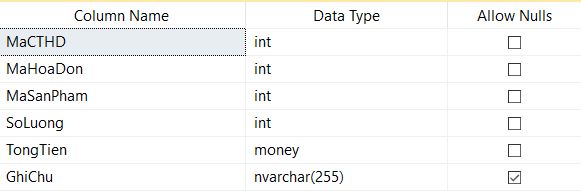 Column Name Data Type Allow Nulls
MaCTHD int
MaHoaDon int
MaSanPham int
SoLuong int
TongTien money
GhiChu nvarchar(255)